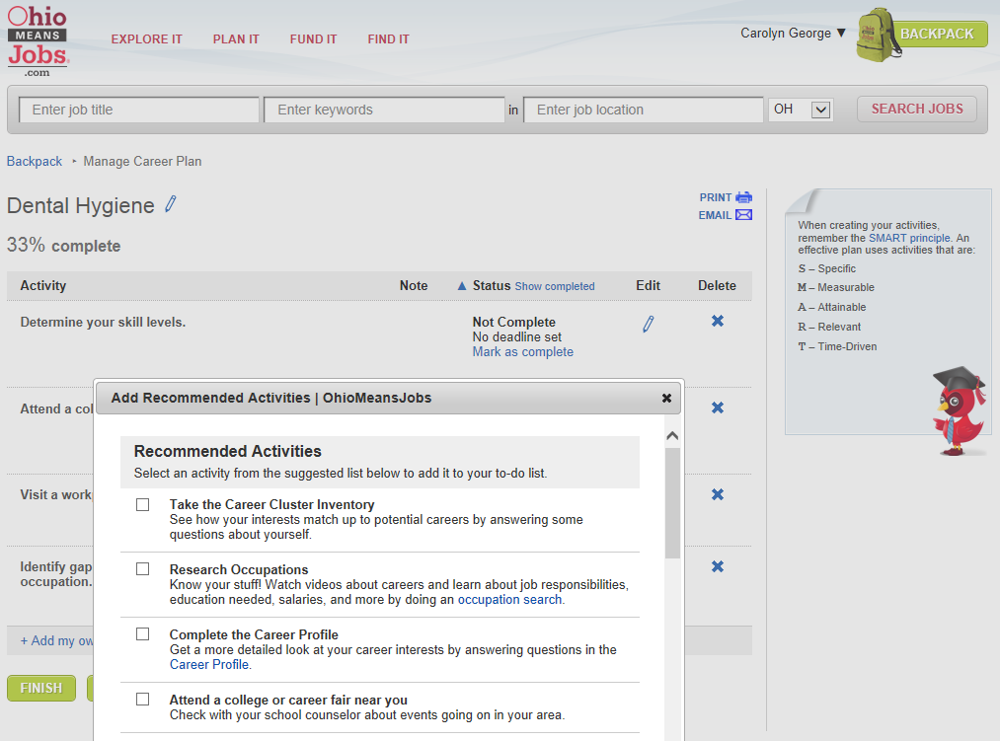 Ohio
MEANS
Jobs®
.com
EXPLORE IT PLAN IT FUND IT FIND IT
Carolyn George ▼
BACKPACK
Enter job title
Enter keywords
in
Enter job location
OH
SEARCH JOBS
Backpack ‣ Manage Career Plan
Dental Hygiene
PRINT
EMAIL
33% complete
Activity Note ▲ Status Show completed Edit Delete
Determine your skill levels.
Not Complete
No deadline set
Mark as complete
Attend a col
Visit a work
Identify gap
occupation.
+ Add my ow
FINISH
Add Recommended Activities | OhioMeansJobs
Recommended Activities
Select an activity from the suggested list below to add it to your to-do list.
Take the Career Cluster Inventory
See how your interests match up to potential careers by answering some
questions about yourself.
Research Occupations
Know your stuff! Watch videos about careers and learn about job responsibilities,
education needed, salaries, and more by doing an occupation search.
Complete the Career Profile
Get a more detailed look at your career interests by answering questions in the
Career Profile.
Attend a college or career fair near you
Check with your school counselor about events going on in your area.
When creating your activities,
remember the SMART principle. An
effective plan uses activities that are:
S – Specific
M – Measurable
A – Attainable
R – Relevant
T – Time-Driven